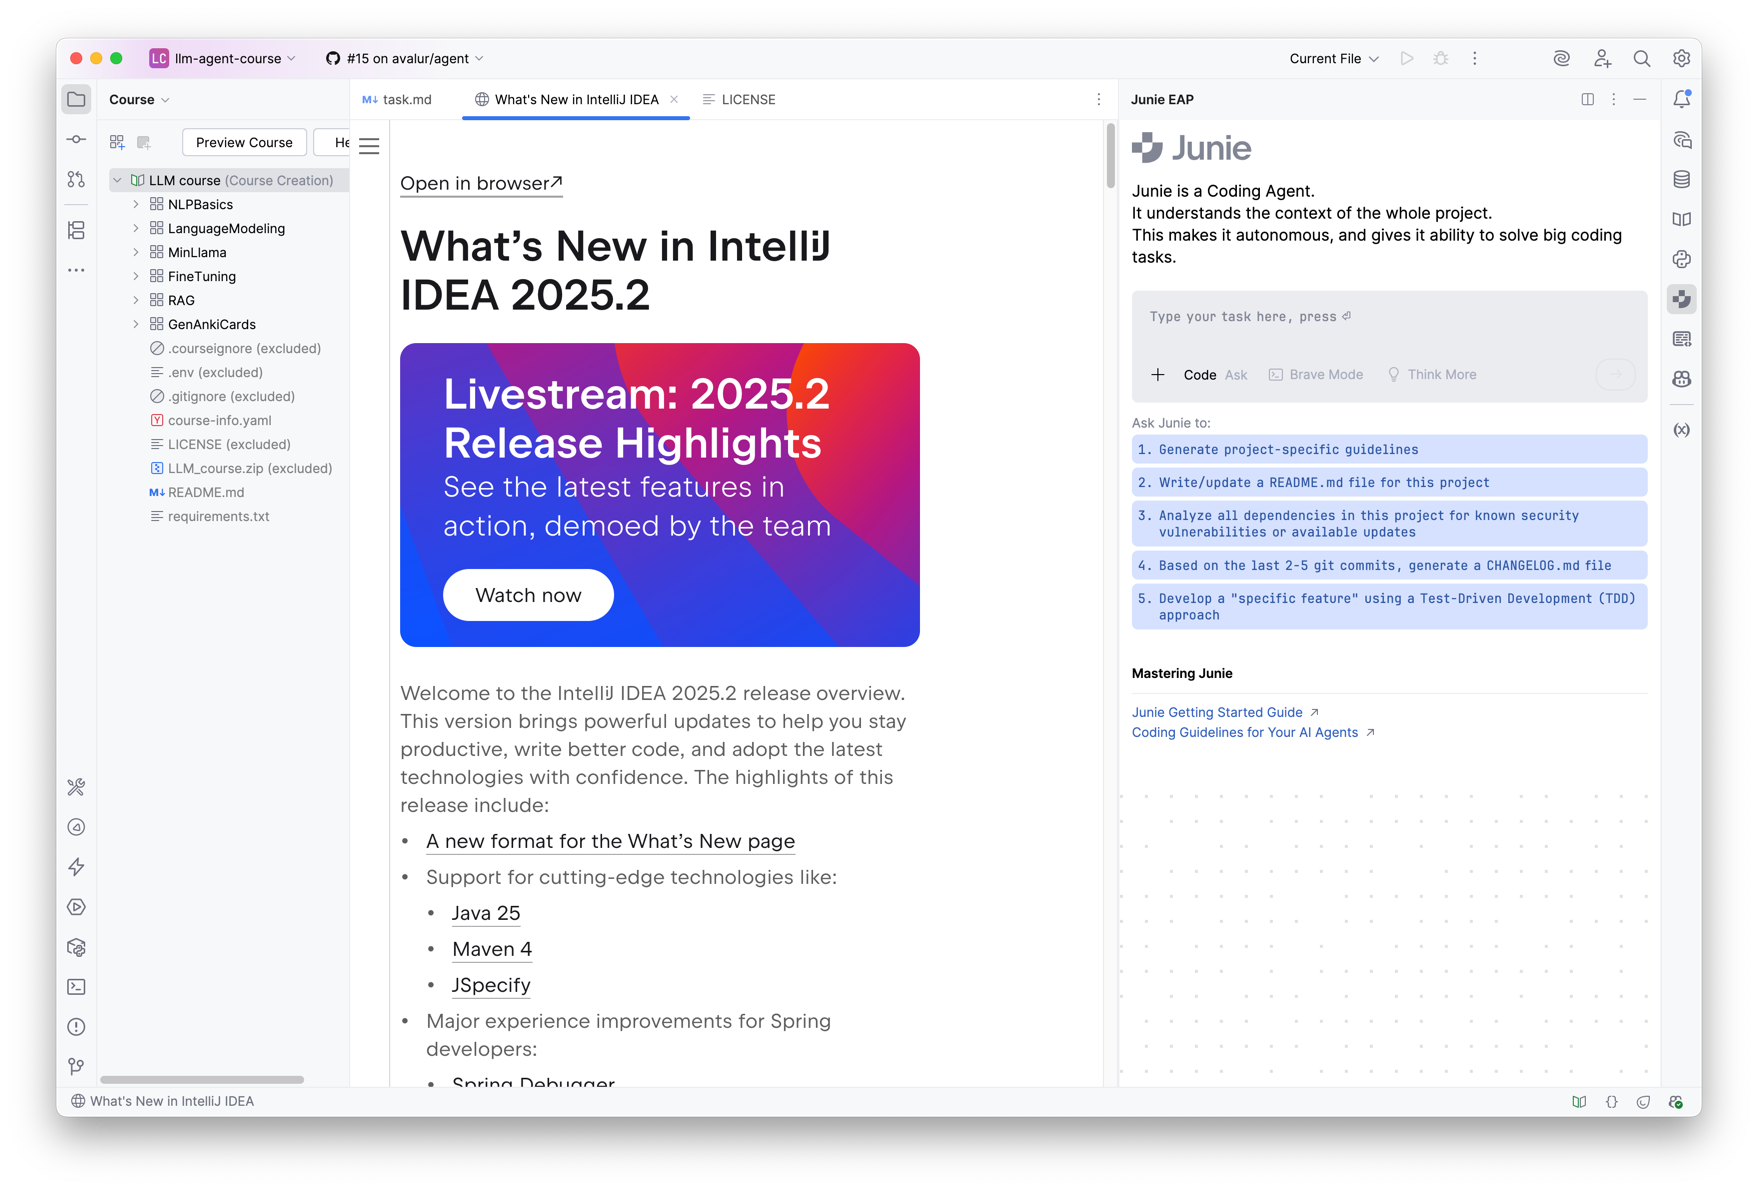 LC llm-agent-course
#15 on avalur/agent
Current File
Course
Preview Course
He
LLM course (Course Creation)
NLPBasics
LanguageModeling
MinLlama
FineTuning
RAG
GenAnkiCards
.courseignore (excluded)
.env (excluded)
.gitignore (excluded)
Y course-info.yaml
LICENSE (excluded)
LLM_course.zip (excluded)
M↓ README.md
requirements.txt
M↓ task.md
What's New in IntelliJ IDEA
LICENSE
Open in browser↗
What's New in IntelliJ
IDEA 2025.2
Livestream: 2025.2
Release Highlights
See the latest features in
action, demoed by the team
Watch now
Welcome to the IntelliJ IDEA 2025.2 release overview.
This version brings powerful updates to help you stay
productive, write better code, and adopt the latest
technologies with confidence. The highlights of this
release include:
• A new format for the What's New page
• Support for cutting-edge technologies like:
• Java 25
• Maven 4
• JSpecify
• Major experience improvements for Spring
developers:
• Spring Debugger
Junie EAP
Junie
Junie is a Coding Agent.
It understands the context of the whole project.
This makes it autonomous, and gives it ability to solve big coding
tasks.
Type your task here, press ⏎
Code Ask
Brave Mode
Think More
Ask Junie to:
1. Generate project-specific guidelines
2. Write/update a README.md file for this project
3. Analyze all dependencies in this project for known security
vulnerabilities or available updates
4. Based on the last 2-5 git commits, generate a CHANGELOG.md file
5. Develop a "specific feature" using a Test-Driven Development (TDD)
approach
Mastering Junie
Junie Getting Started Guide ↗
Coding Guidelines for Your AI Agents ↗
What's New in IntelliJ IDEA